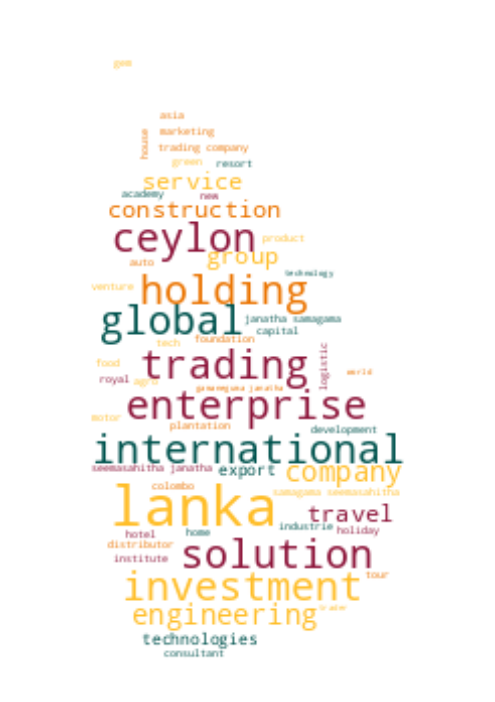 gem
asia
house marketing
trading company
green resort
service
academy new
construction
ceylon product
group
auto
technology
venture holding
global janatha samagama
capital
foundation
tech
trading logistic
food world
royal agro
gammeguna janatha
enterprise
motor
plantation development
international
seemasahitha janatha export company
colombo
lanka samagama seemasahitha
travel
industrie
hotel home holiday
distributor solution
institute
tour
investment
engineering
technologies
consultant